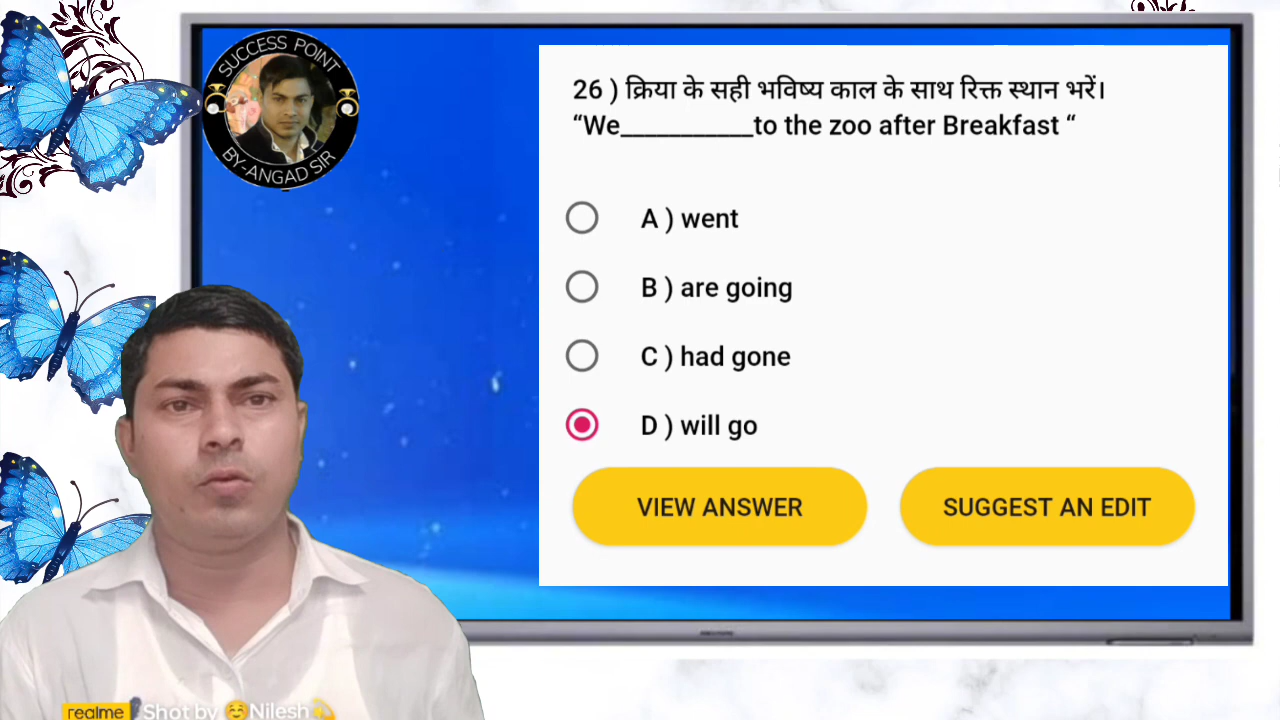 SUCCESS POINT
BY-ANGAD SIR
26 ) क्रिया के सही भविष्य काल के साथ रिक्त स्थान भरें।
“We___________to the zoo after Breakfast “
A ) went
B ) are going
C ) had gone
D ) will go
VIEW ANSWER
SUGGEST AN EDIT
realme Shot by 😊Nilesh💫